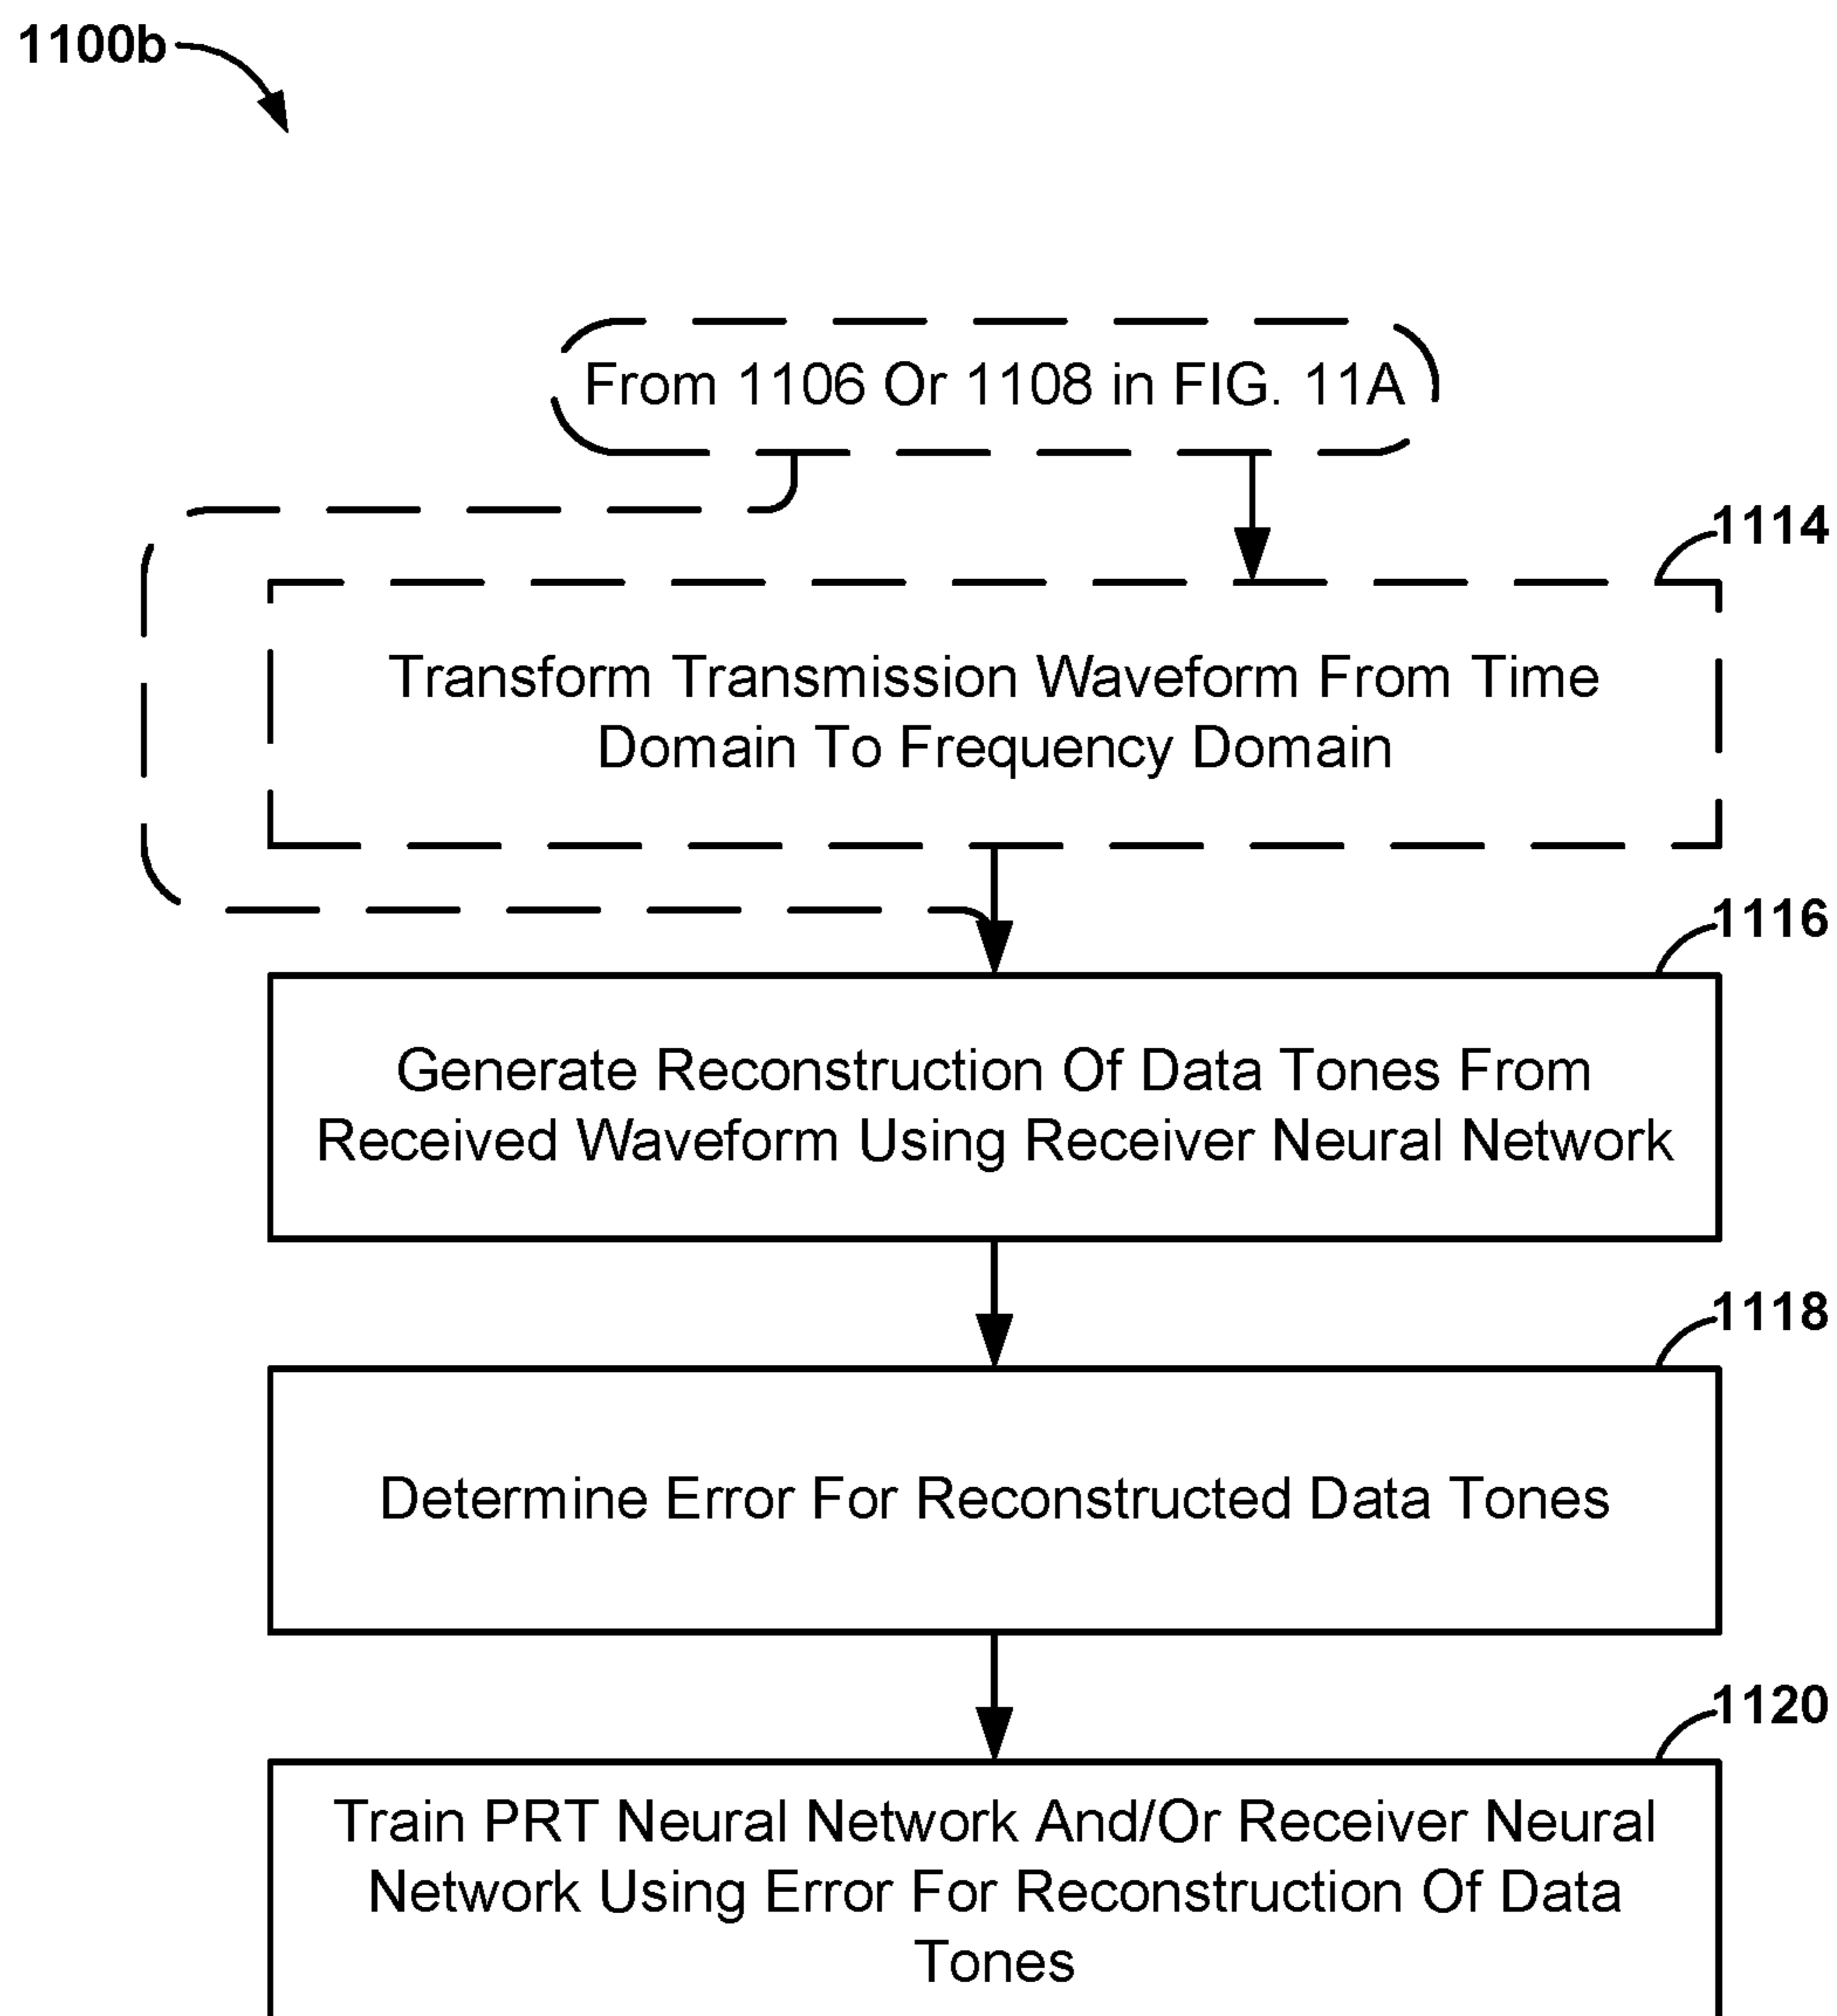 1100b
From 1106 Or 1108 in FIG. 11A
1114
Transform Transmission Waveform From Time
Domain To Frequency Domain
1116
Generate Reconstruction Of Data Tones From
Received Waveform Using Receiver Neural Network
1118
Determine Error For Reconstructed Data Tones
1120
Train PRT Neural Network And/Or Receiver Neural
Network Using Error For Reconstruction Of Data
Tones